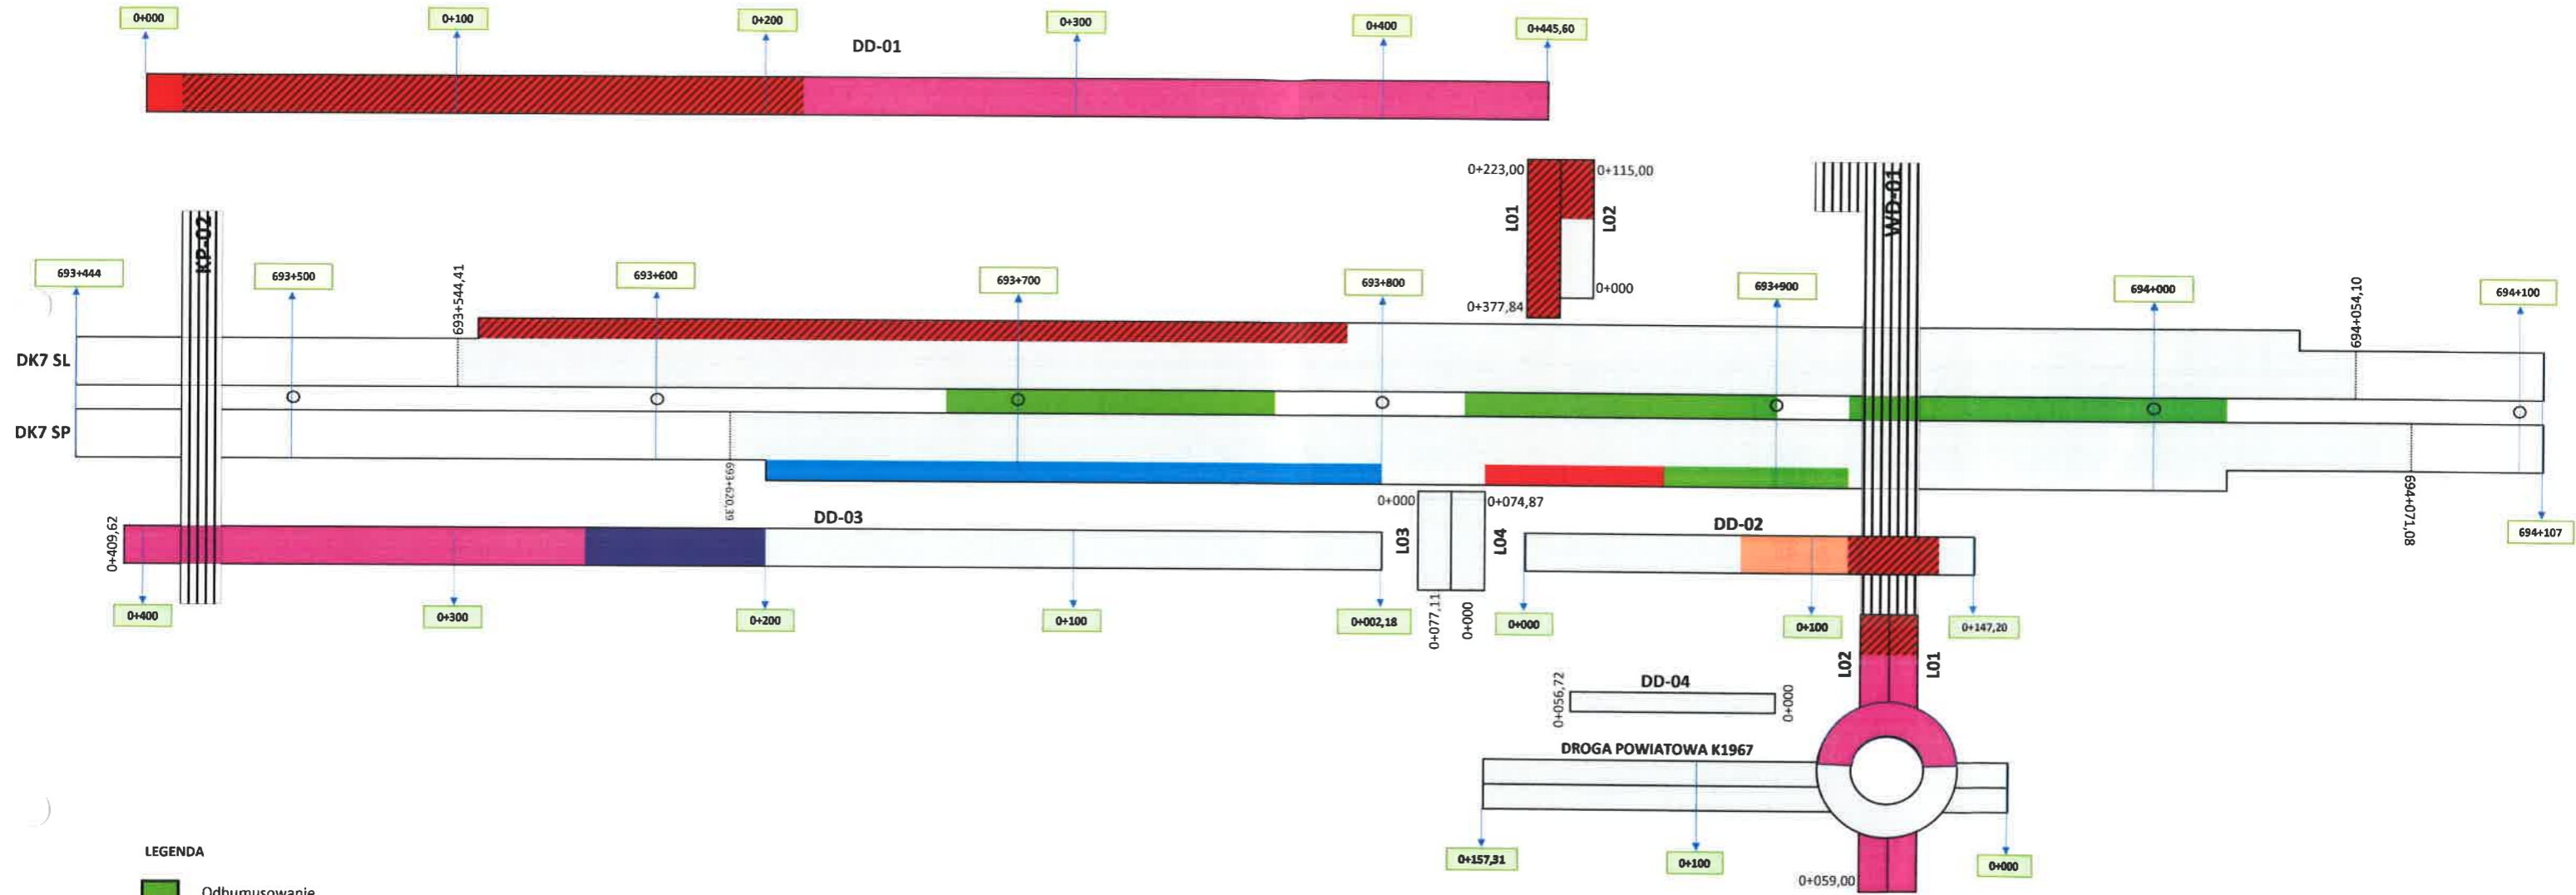 0+000
0+100
0+200
0+300
0+400
0+445,60
DD-01
0+223,00
0+115,00
L01
L02
0+000
0+377,84
KP-02
WD-01
693+444
693+500
693+544,41
693+600
693+700
693+800
693+900
694+000
694+054,10
694+100
DK7 SL
DK7 SP
693+620,39
694+071,08
694+107
0+409,62
DD-03
0+000
0+074,87
L03
L04
0+077,11
0+000
DD-02
0+400
0+300
0+200
0+100
0+002,18
0+000
0+100
0+147,20
L02
L01
DD-04
0+056,72
0+000
DROGA POWIATOWA K1967
0+157,31
0+100
0+000
0+059,00
LEGENDA
Odhumusowanie